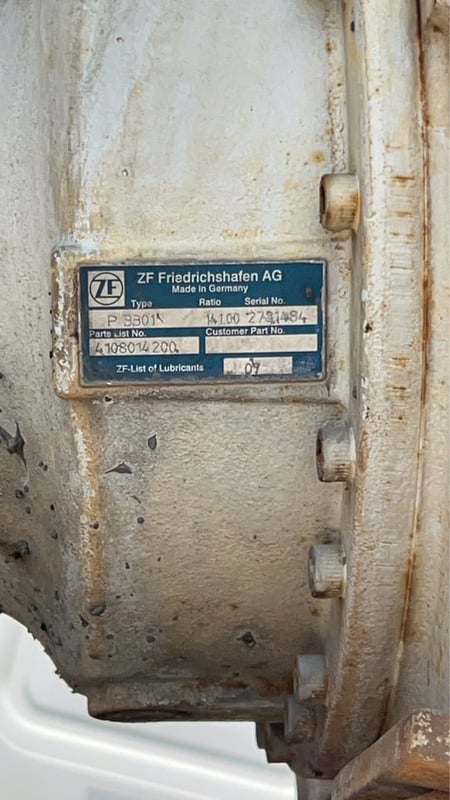 ZF
ZF Friedrichshafen AG
Made in Germany
Type Ratio Serial No.
P 3301
Parts List No. Customer Part No.
4108014200
ZF-List of Lubricants 07